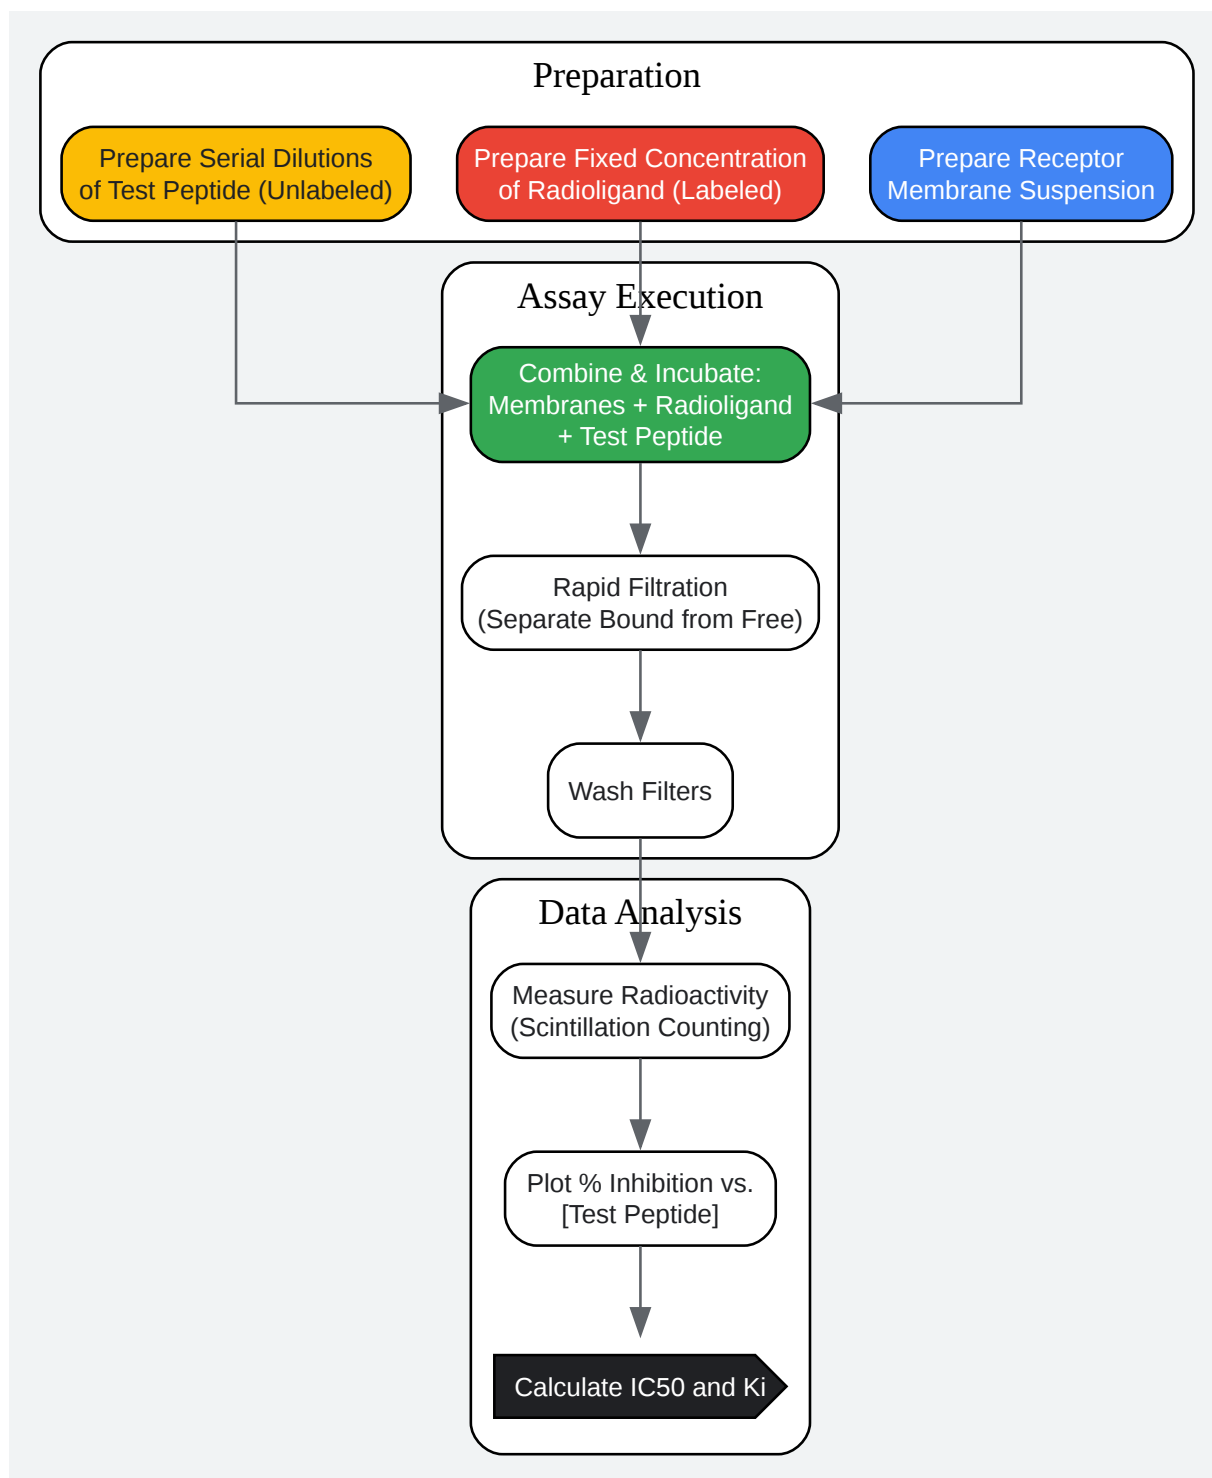 Preparation
Prepare Serial Dilutions
of Test Peptide (Unlabeled)
Prepare Fixed Concentration
of Radioligand (Labeled)
Prepare Receptor
Membrane Suspension
Assay Execution
Combine & Incubate:
Membranes + Radioligand
+ Test Peptide
Rapid Filtration
(Separate Bound from Free)
Wash Filters
Data Analysis
Measure Radioactivity
(Scintillation Counting)
Plot % Inhibition vs.
[Test Peptide]
Calculate IC50 and Ki